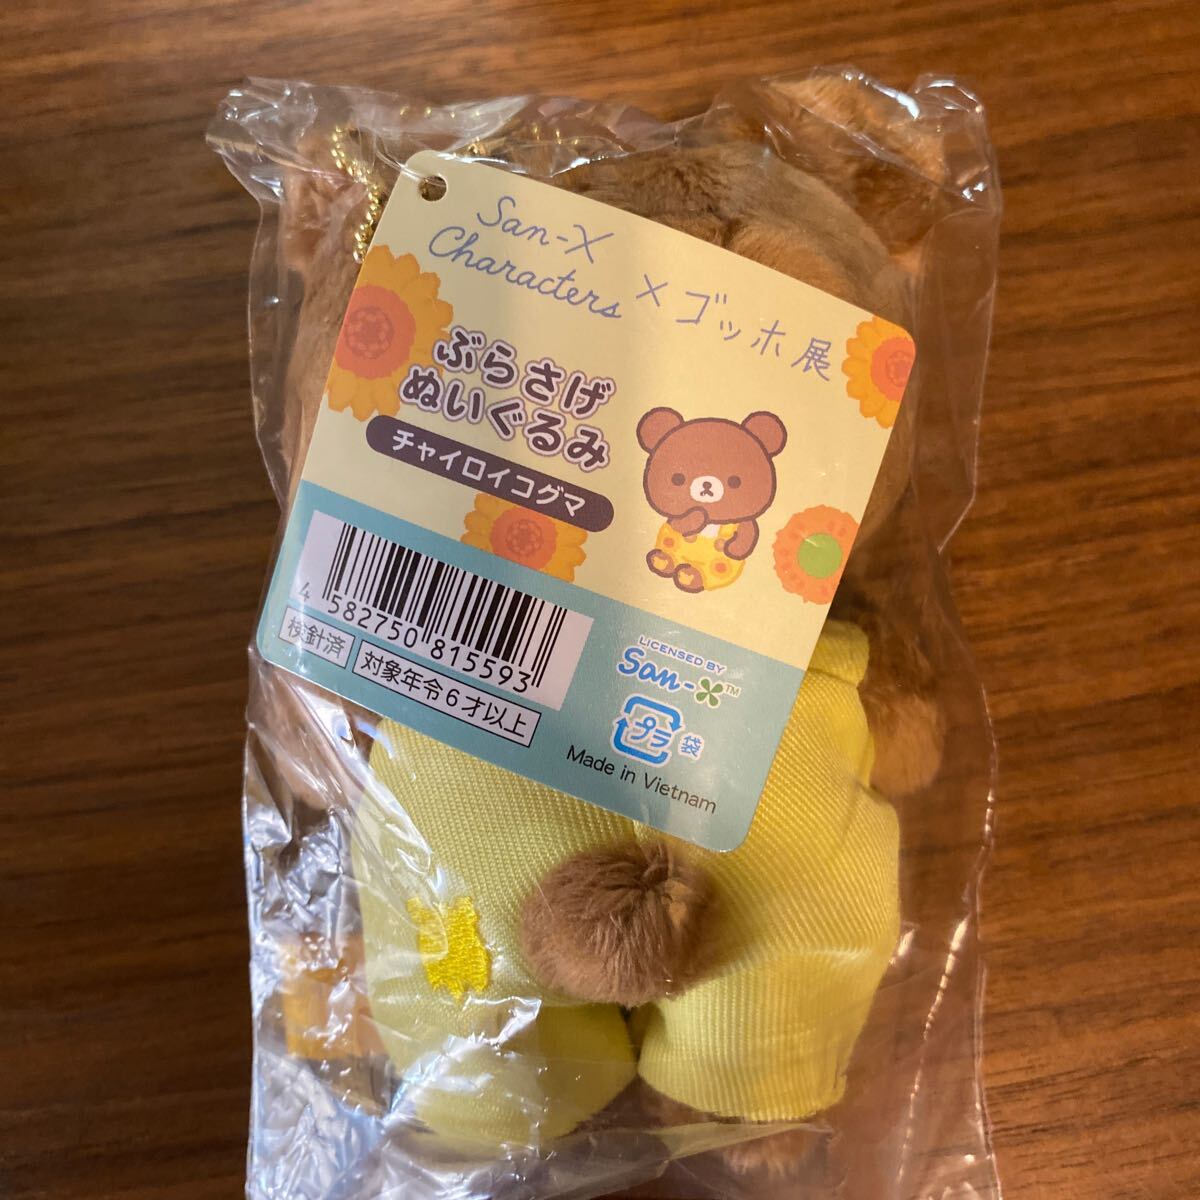 San-X
Characters × ゴッホ展
ぶらさげ
ぬいぐるみ
チャイロイコグマ
4 582750 815593
検針済
対象年令6才以上
LICENSED BY
San-X™
プラ 袋
Made in Vietnam